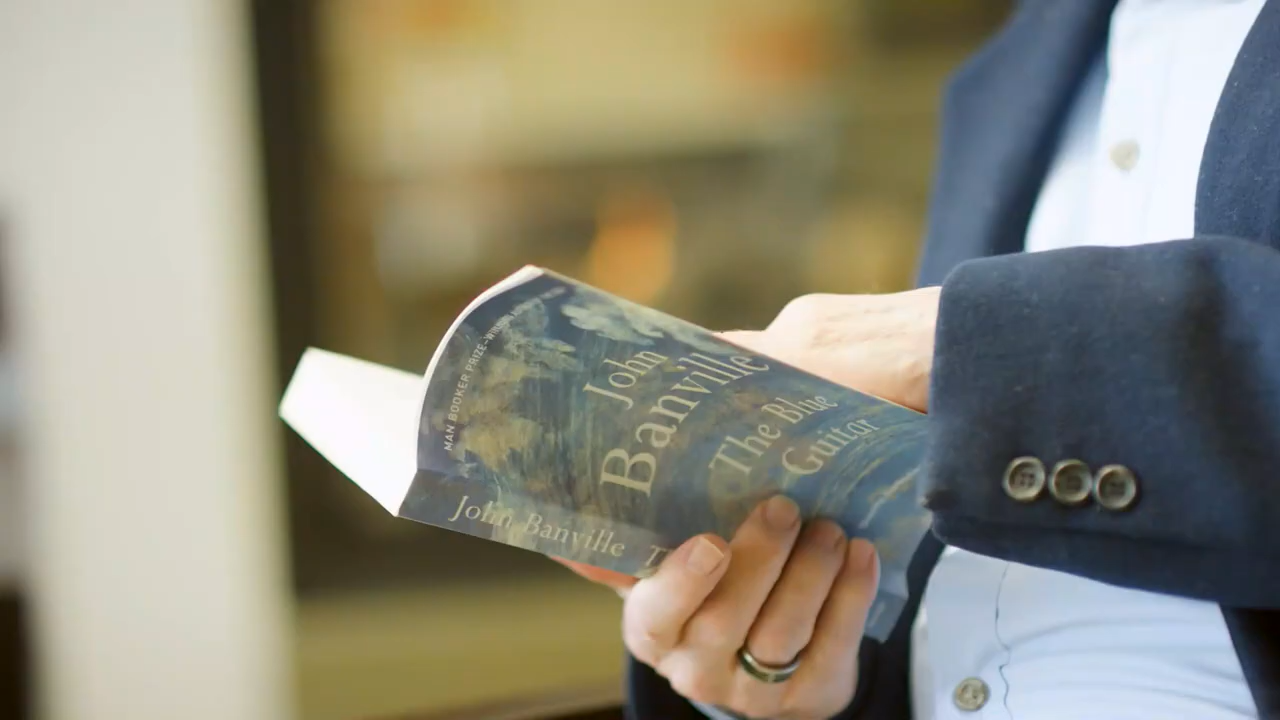 MAN BOOKER PRIZE-WINNING
John
Banville
The Blue
Guitar
John Banville